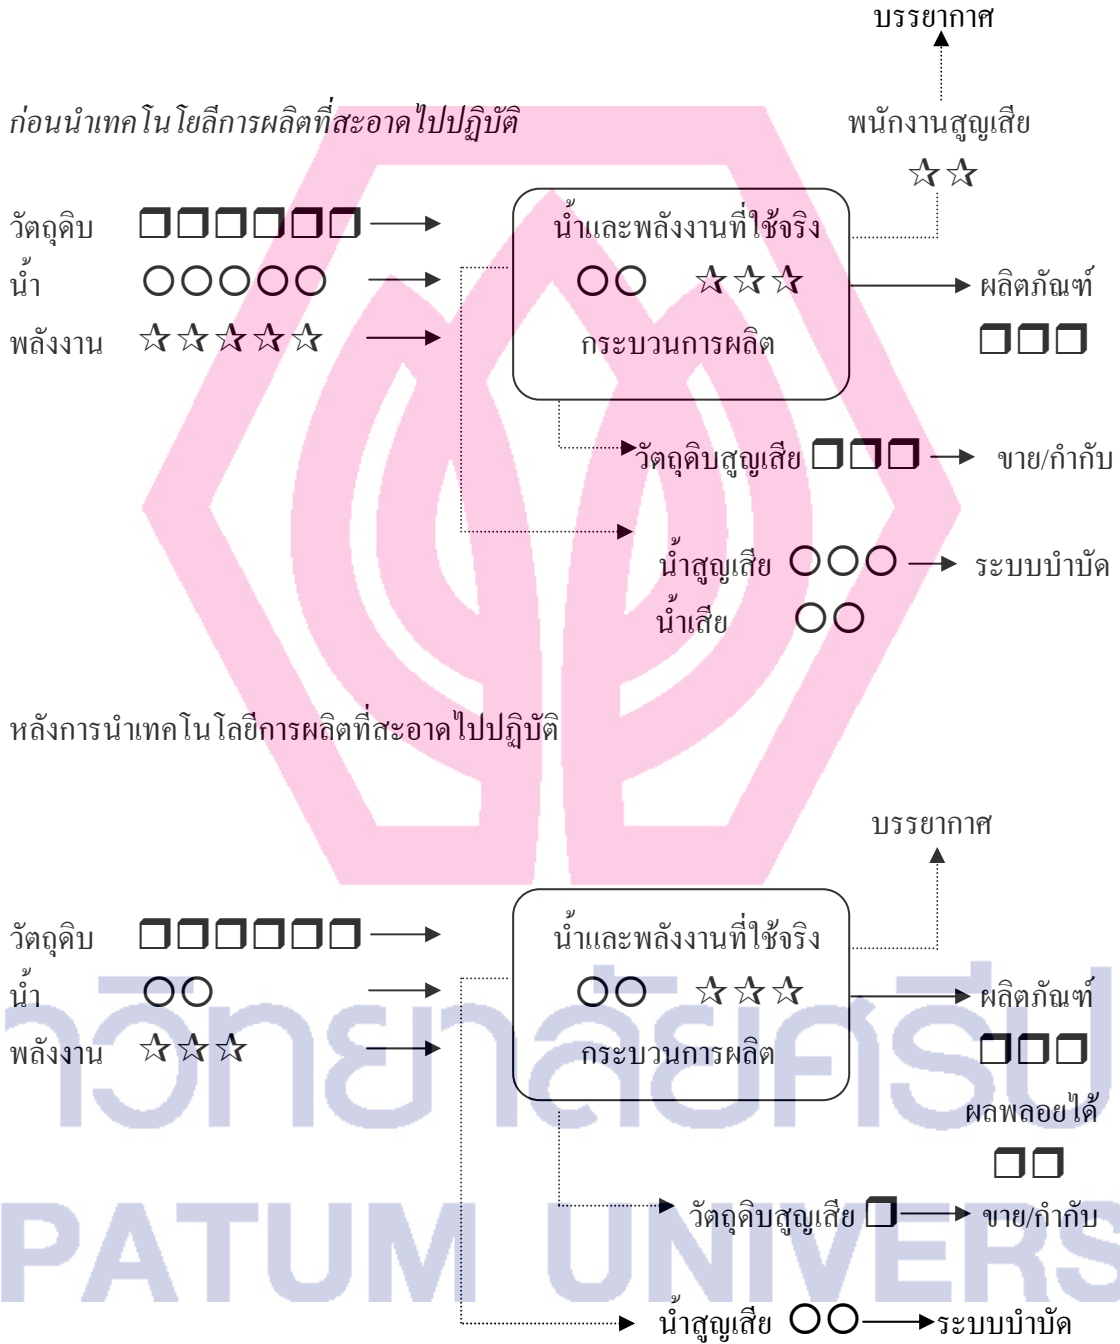 บรรยากาศ
ก่อนนำเทคโนโยลีการผลิตที่สะอาดไปปฏิบัติ
พนักงานสูญเสีย
วัตถุดิบ
น้ำและพลังงานที่ใช้จริง
น้ำ
ผลิตภัณฑ์
พลังงาน
กระบวนการผลิต
วัตถุดิบสูญเสีย ขาย/กำกับ
น้ำสูญเสีย ระบบบำบัด
น้ำเสีย
หลังการนำเทคโนโลยีการผลิตที่สะอาดไปปฏิบัติ
บรรยากาศ
วัตถุดิบ
น้ำและพลังงานที่ใช้จริง
น้ำ
ผลิตภัณฑ์
พลังงาน
กระบวนการผลิต
ผลพลอยได้
วัตถุดิบสูญเสีย ขาย/กำกับ
น้ำสูญเสีย ระบบบำบัด
าวิทยาลัยศรีป
PATUM UNIVERS